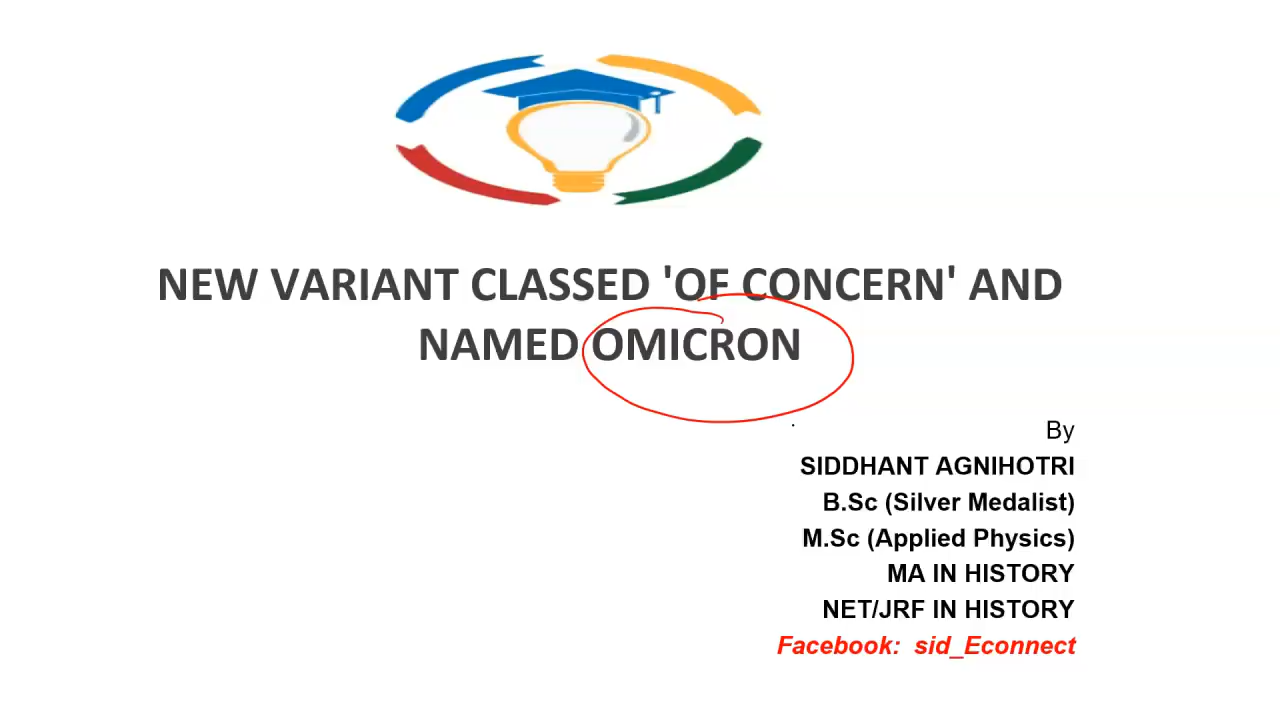 NEW VARIANT CLASSED 'OF CONCERN' AND
NAMED OMICRON
By
SIDDHANT AGNIHOTRI
B.Sc (Silver Medalist)
M.Sc (Applied Physics)
MA IN HISTORY
NET/JRF IN HISTORY
Facebook: sid_Econnect